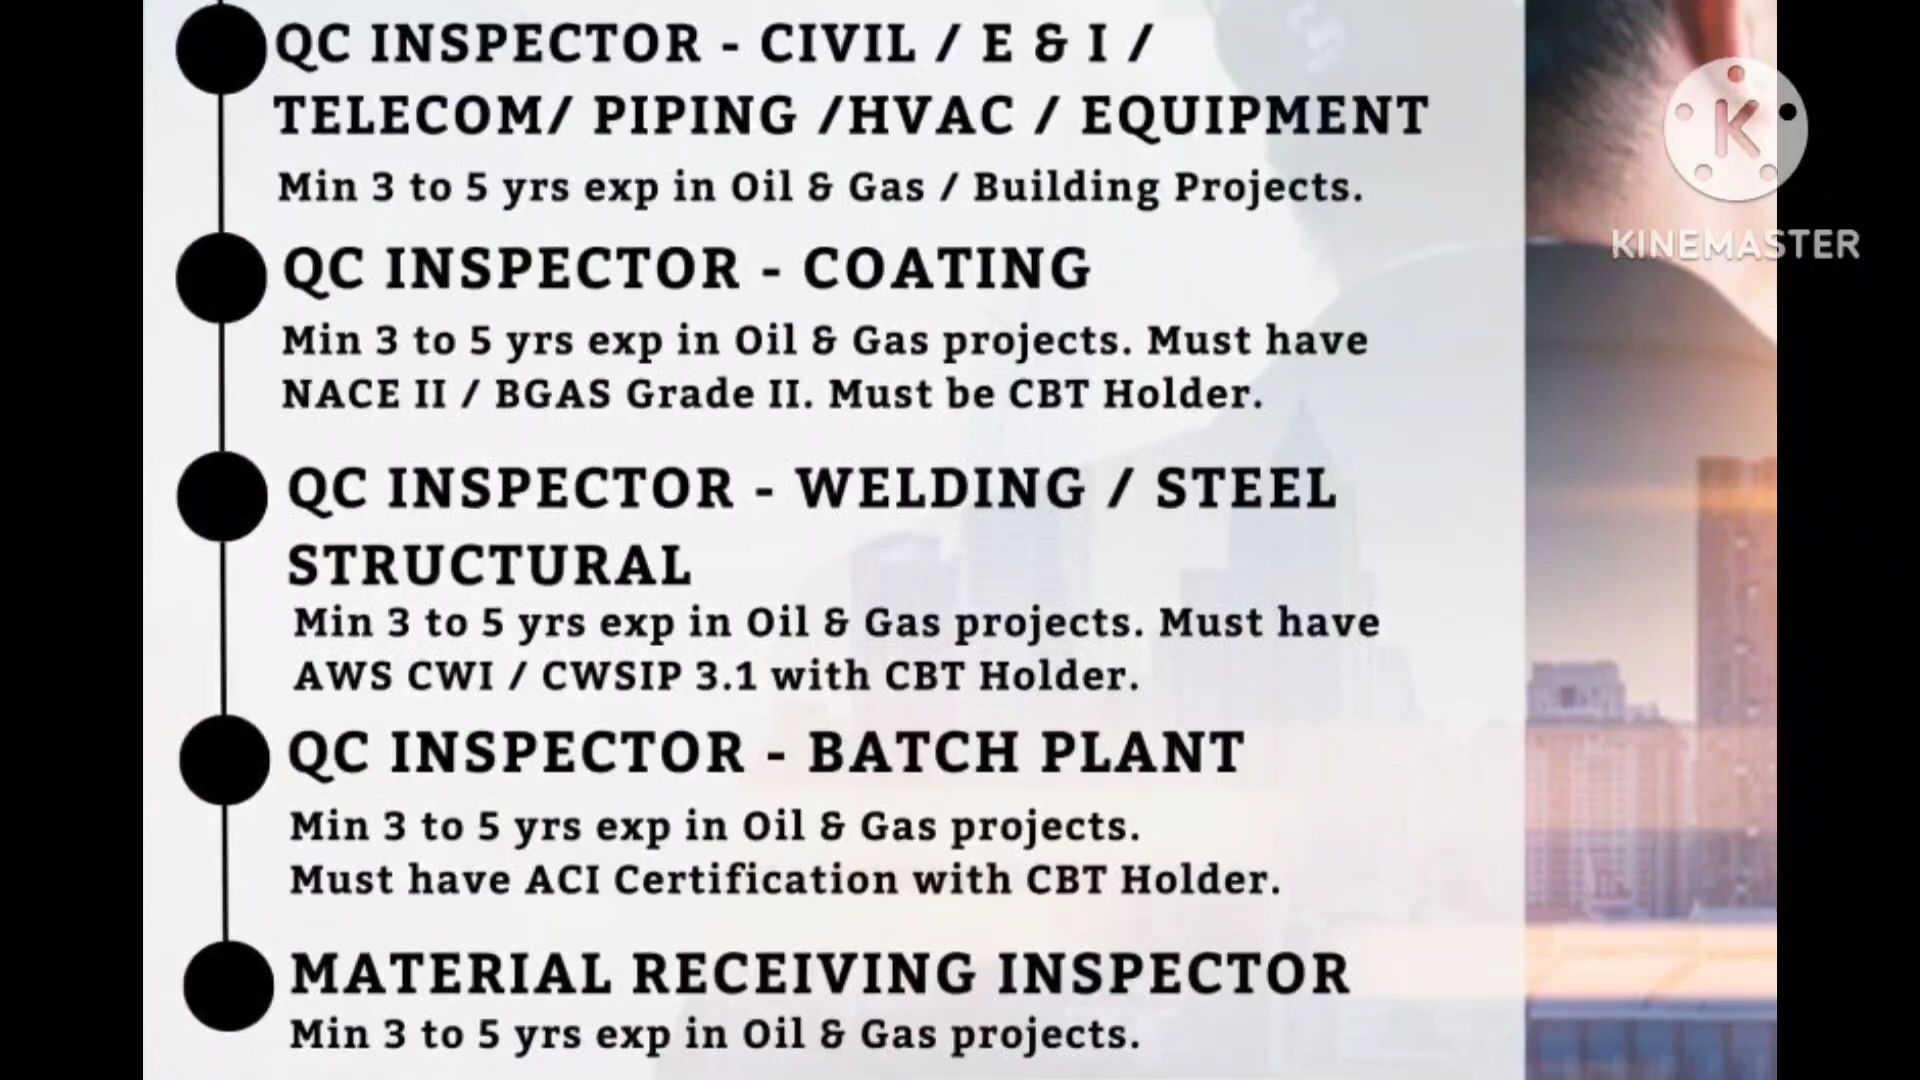 QC INSPECTOR - CIVIL / E & I /
TELECOM/ PIPING /HVAC / EQUIPMENT
Min 3 to 5 yrs exp in Oil & Gas / Building Projects.
QC INSPECTOR - COATING
Min 3 to 5 yrs exp in Oil & Gas projects. Must have
NACE II / BGAS Grade II. Must be CBT Holder.
QC INSPECTOR - WELDING / STEEL
STRUCTURAL
Min 3 to 5 yrs exp in Oil & Gas projects. Must have
AWS CWI / CWSIP 3.1 with CBT Holder.
QC INSPECTOR - BATCH PLANT
Min 3 to 5 yrs exp in Oil & Gas projects.
Must have ACI Certification with CBT Holder.
MATERIAL RECEIVING INSPECTOR
Min 3 to 5 yrs exp in Oil & Gas projects.
K
KINEMASTER